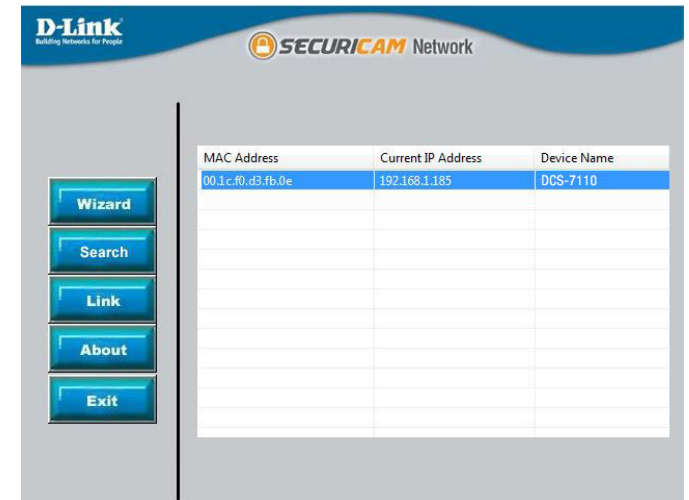 D-Link
Building Networks for People
SECURICAM Network
MAC Address Current IP Address Device Name
00.1c.f0.d3.fb.0e 192.168.1.185 DCS-7110
Wizard
Search
Link
About
Exit